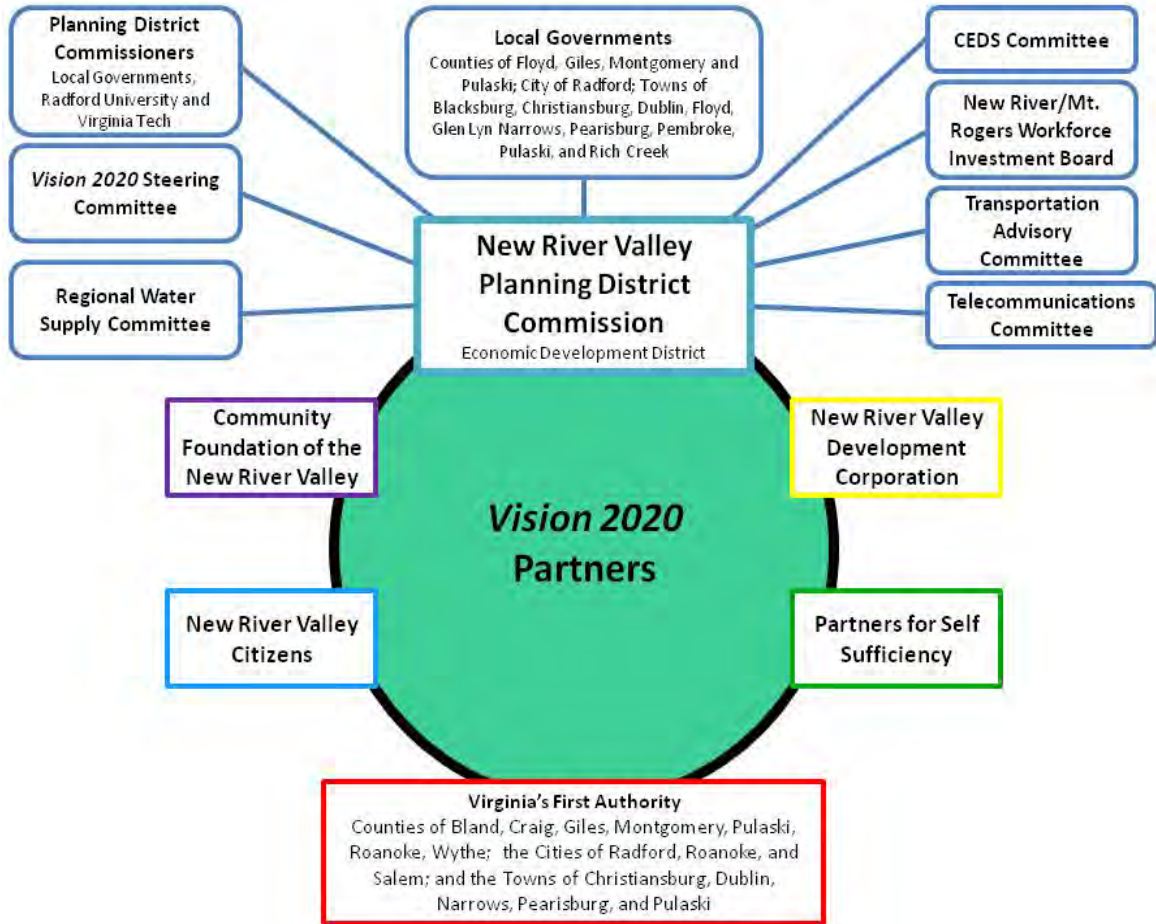 Planning District
Commissioners
Local Governments,
Radford University and
Virginia Tech
Vision 2020 Steering
Committee
Regional Water
Supply Committee
Local Governments
Counties of Floyd, Giles, Montgomery and
Pulaski; City of Radford; Towns of
Blacksburg, Christiansburg, Dublin, Floyd,
Glen Lyn Narrows, Pearisburg, Pembroke,
Pulaski, and Rich Creek
CEDS Committee
New River/Mt.
Rogers Workforce
Investment Board
Transportation
Advisory
Committee
Telecommunications
Committee
New River Valley
Planning District
Commission
Economic Development District
Community
Foundation of the
New River Valley
New River Valley
Development
Corporation
Vision 2020
Partners
New River Valley
Citizens
Partners for Self
Sufficiency
Virginia's First Authority
Counties of Bland, Craig, Giles, Montgomery, Pulaski,
Roanoke, Wythe; the Cities of Radford, Roanoke, and
Salem; and the Towns of Christiansburg, Dublin,
Narrows, Pearisburg, and Pulaski